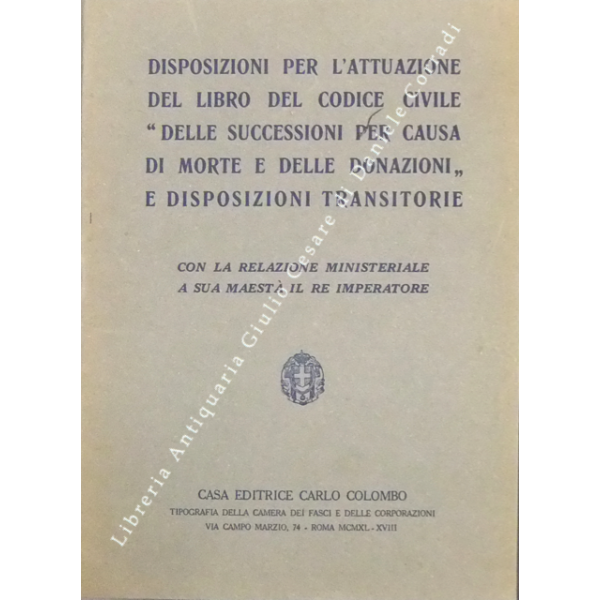 DISPOSIZIONI PER L'ATTUAZIONE
DEL LIBRO DEL CODICE CIVILE
“ DELLE SUCCESSIONI PER CAUSA
DI MORTE E DELLE DONAZIONI„
E DISPOSIZIONI TRANSITORIE
CON LA RELAZIONE MINISTERIALE
A SUA MAESTÀ IL RE IMPERATORE
CASA EDITRICE CARLO COLOMBO
TIPOGRAFIA DELLA CAMERA DEI FASCI E DELLE CORPORAZIONI
VIA CAMPO MARZIO, 74 - ROMA MCMXL - XVIII
Libreria Antiquaria Giulio Cesare di Daniele Corradi